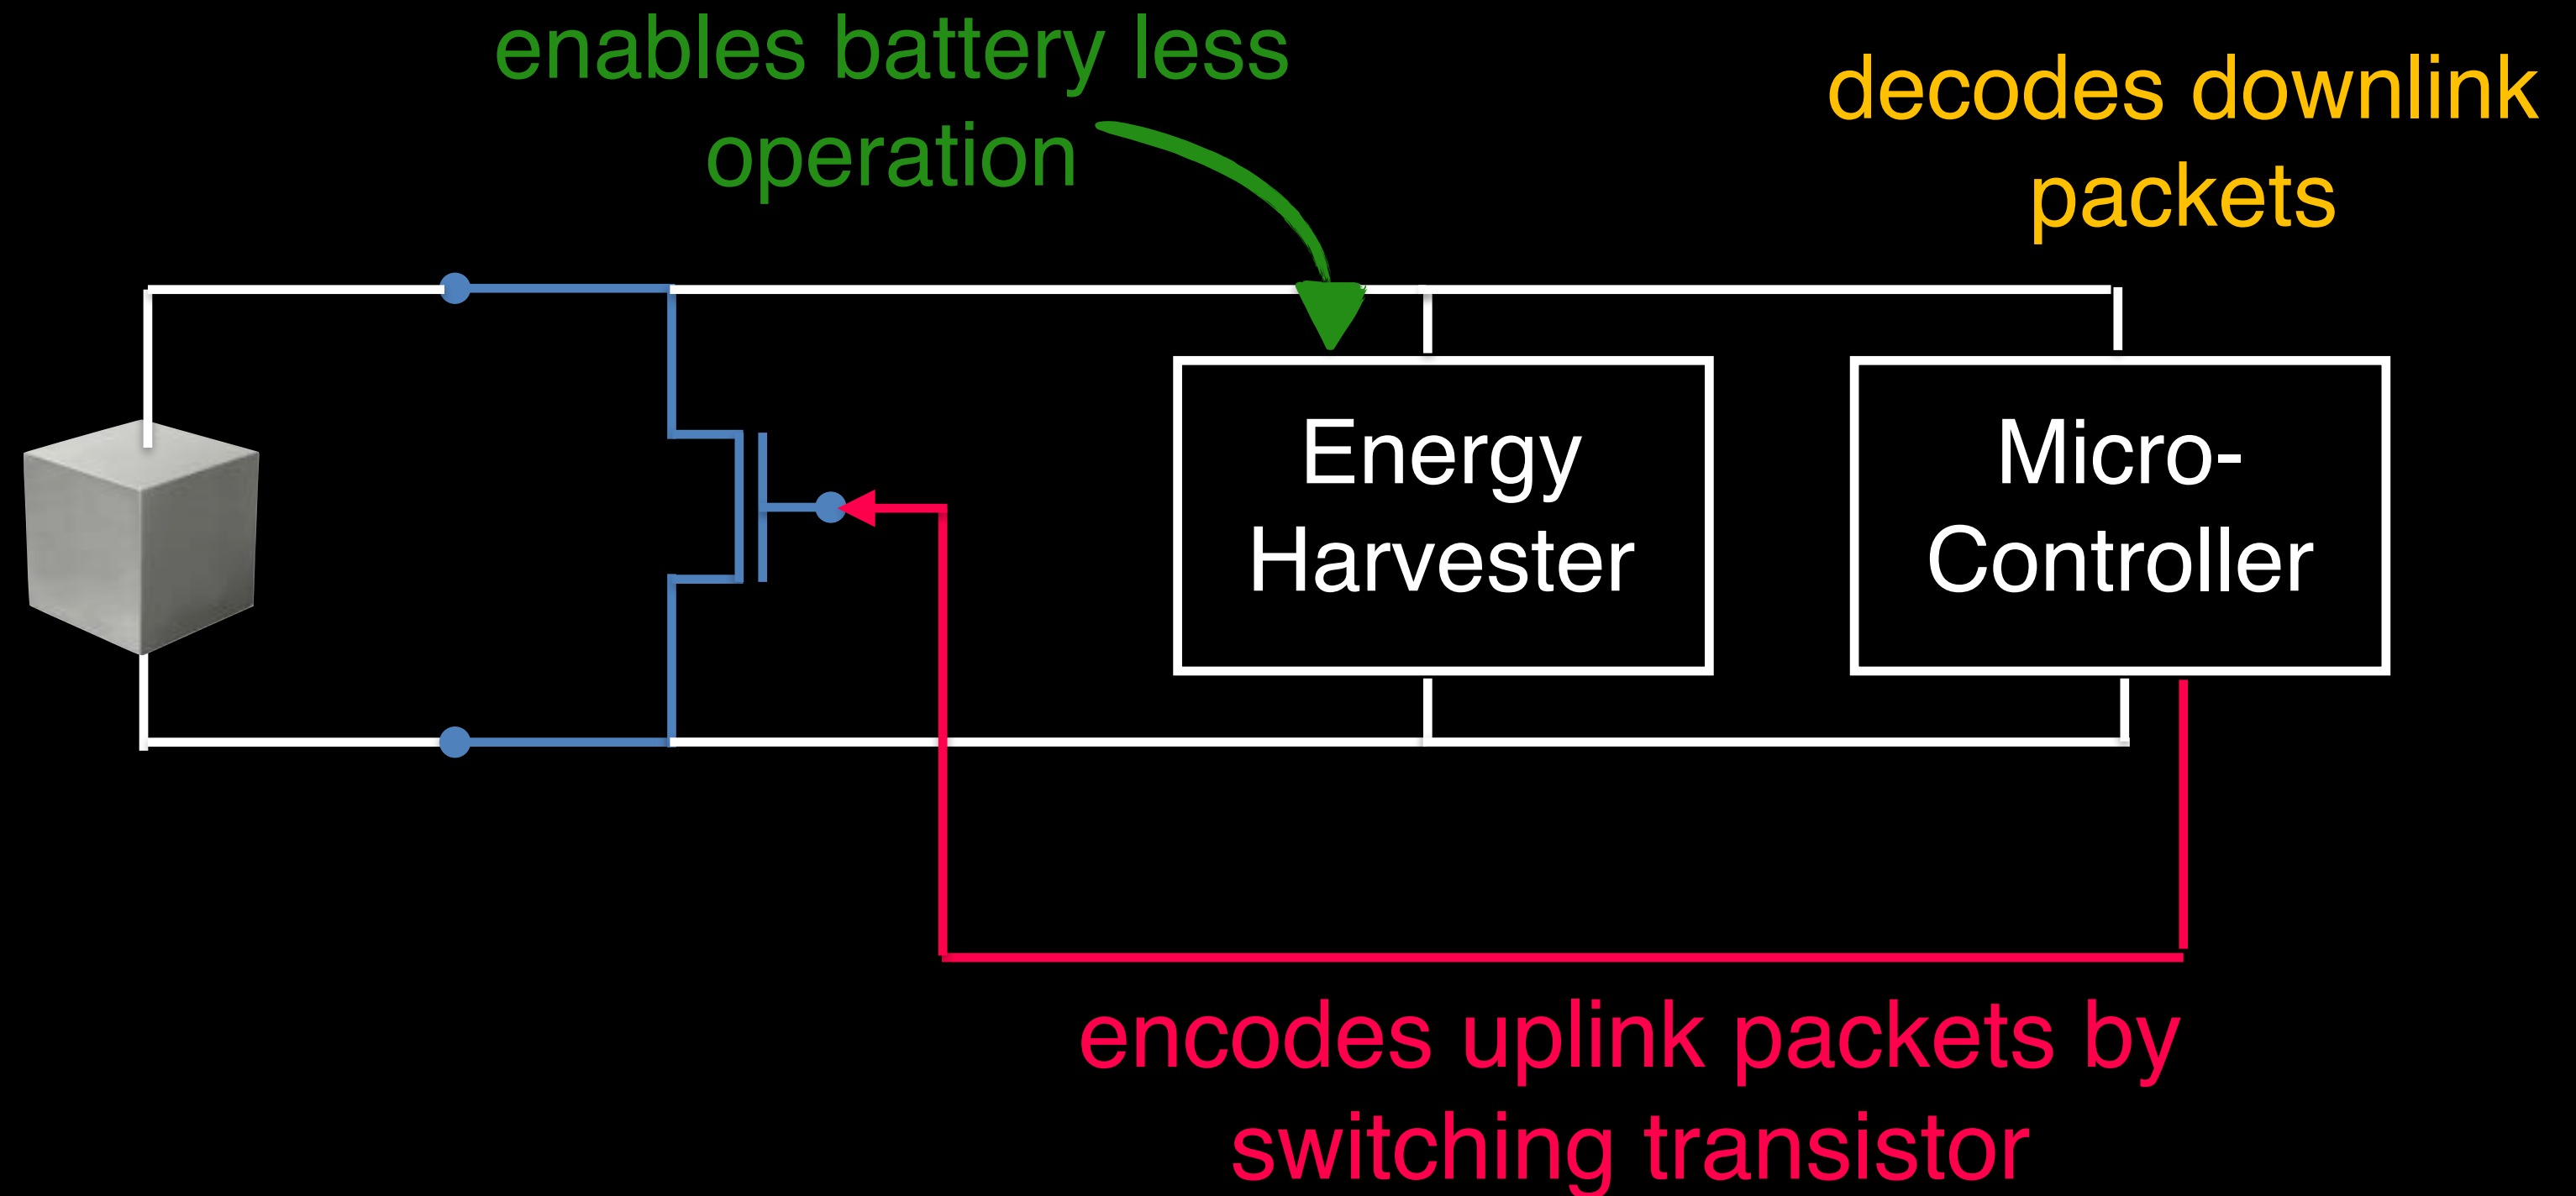 enables battery less
operation
decodes downlink
packets
Energy
Harvester
Micro-
Controller
encodes uplink packets by
switching transistor